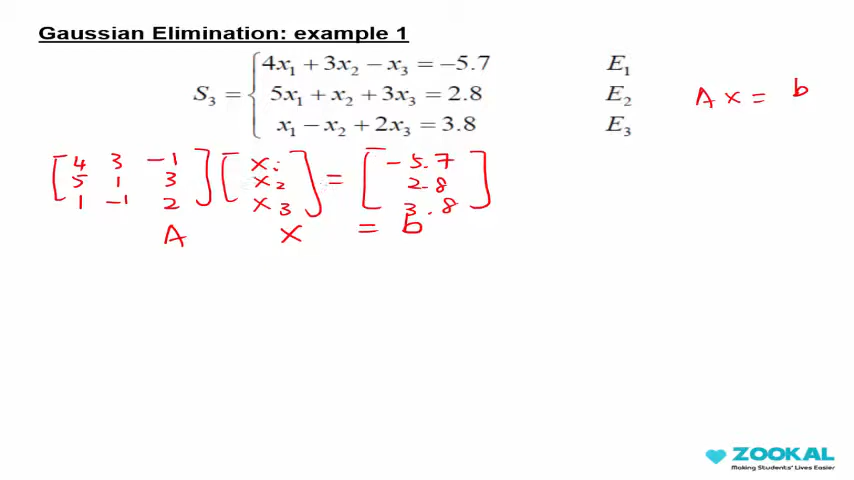 Gaussian Elimination: example 1
S₃ = { 4x₁ + 3x₂ − x₃ = −5.7 E₁
5x₁ + x₂ + 3x₃ = 2.8 E₂
x₁ − x₂ + 2x₃ = 3.8 E₃
A x = b
[ 4 3 -1 ] [ x₁ ] = [ -5.7 ]
[ 5 1 3 ] [ x₂ ] [ 2.8 ]
[ 1 -1 2 ] [ x₃ ] [ 3.8 ]
A x = b
ZOOKAL
Making Students' Lives Easier